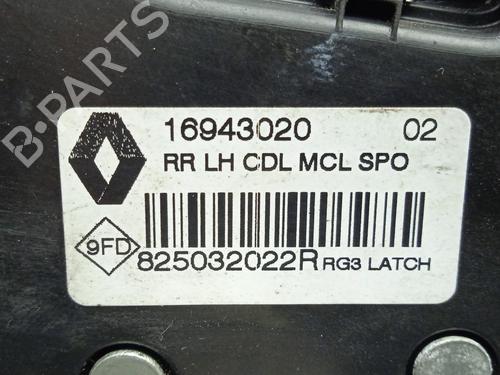 B-PARTS
16943020 02
RR LH CDL MCL SPO
9FD
825032022R RG3 LATCH